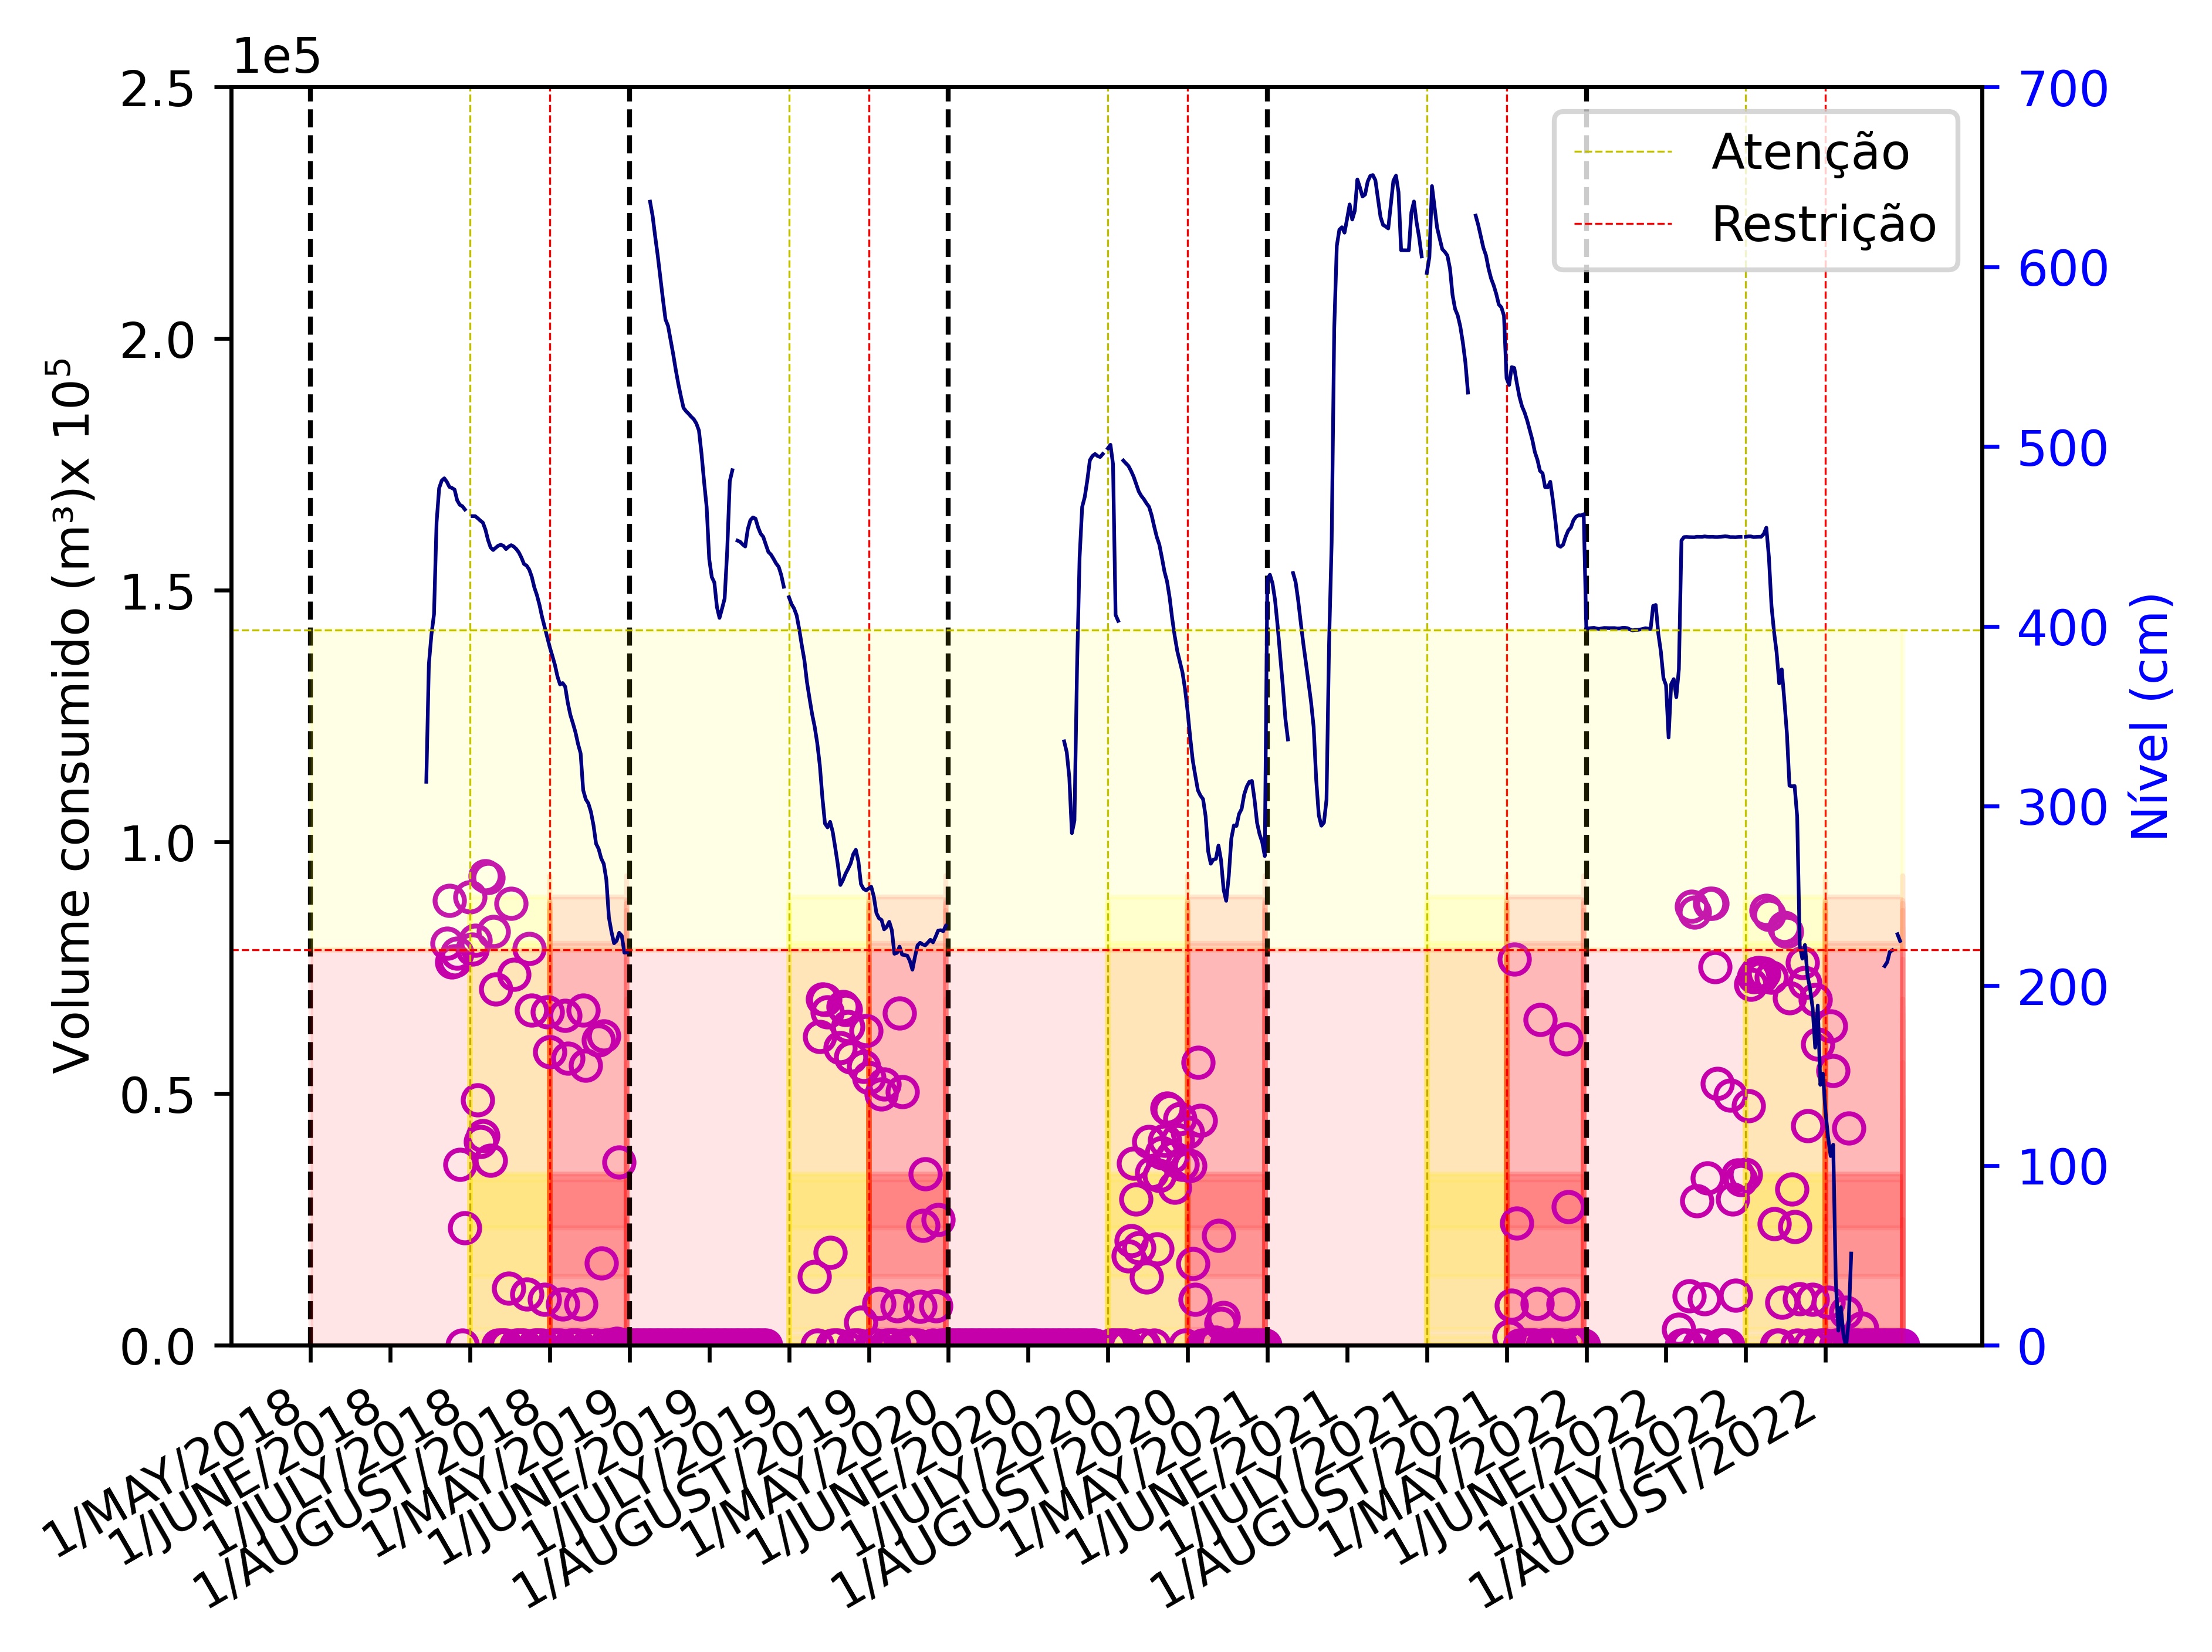 1e5
2.5
2.0
1.5
1.0
0.5
0.0
Volume consumido (m³)x 10⁵
700
600
500
400
300
200
100
0
Nível (cm)
Atenção
Restrição
1/MAY/2018
1/JUNE/2018
1/JULY/2018
1/AUGUST/2018
1/MAY/2019
1/JUNE/2019
1/JULY/2019
1/AUGUST/2019
1/MAY/2020
1/JUNE/2020
1/JULY/2020
1/AUGUST/2020
1/MAY/2021
1/JUNE/2021
1/JULY/2021
1/AUGUST/2021
1/MAY/2022
1/JUNE/2022
1/JULY/2022
1/AUGUST/2022